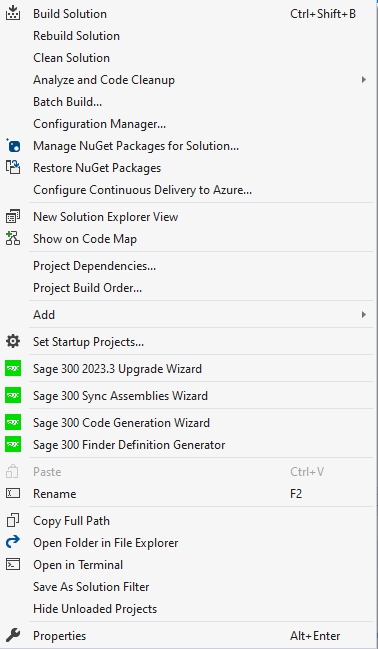 Build Solution Ctrl+Shift+B
Rebuild Solution
Clean Solution
Analyze and Code Cleanup
Batch Build...
Configuration Manager...
Manage NuGet Packages for Solution...
Restore NuGet Packages
Configure Continuous Delivery to Azure...
New Solution Explorer View
Show on Code Map
Project Dependencies...
Project Build Order...
Add
Set Startup Projects...
Sage 300 2023.3 Upgrade Wizard
Sage 300 Sync Assemblies Wizard
Sage 300 Code Generation Wizard
Sage 300 Finder Definition Generator
Paste Ctrl+V
Rename F2
Copy Full Path
Open Folder in File Explorer
Open in Terminal
Save As Solution Filter
Hide Unloaded Projects
Properties Alt+Enter